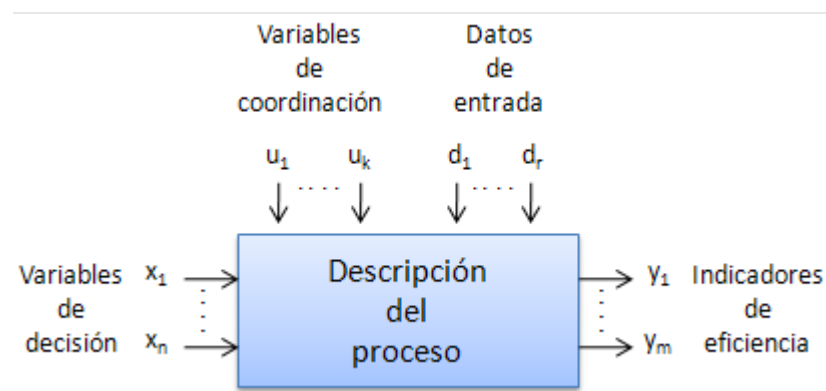 Variables
de
coordinación
Datos
de
entrada
u₁ . . . . uₖ
d₁ . . . . dᵣ
Variables
de
decisión
x₁
xₙ
Descripción
del
proceso
y₁
yₘ
Indicadores
de
eficiencia